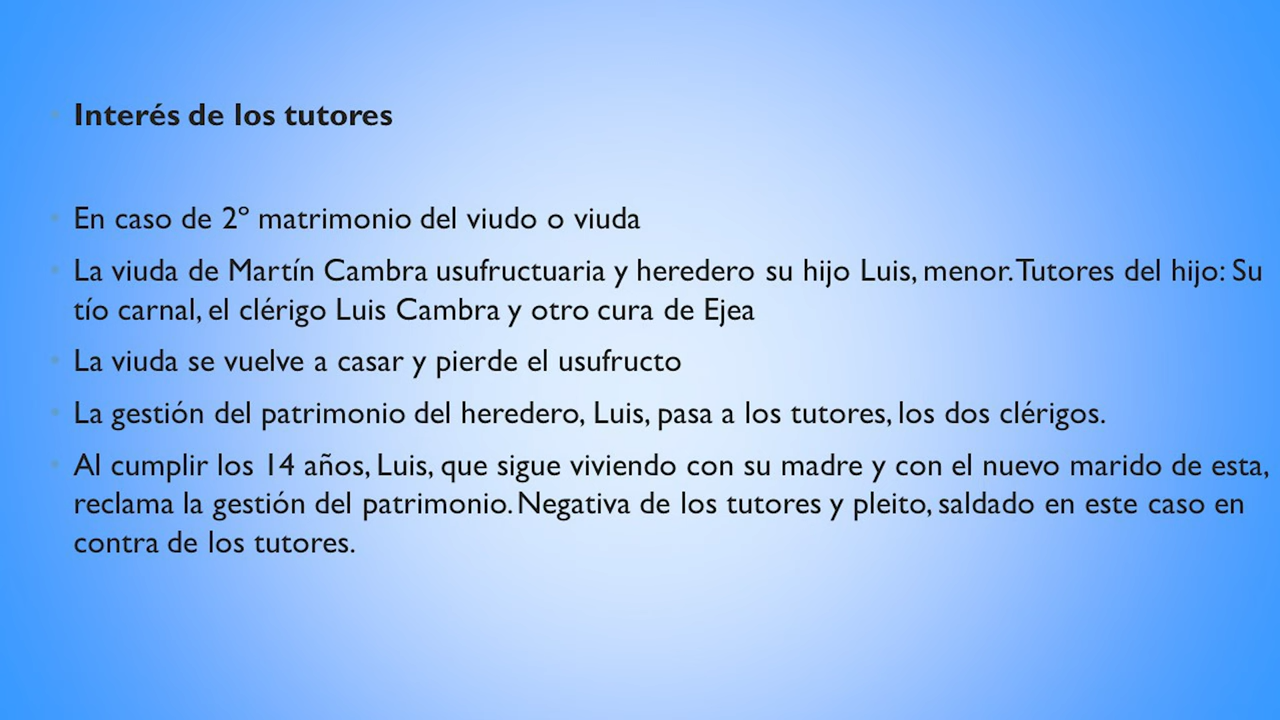 Interés de los tutores
En caso de 2º matrimonio del viudo o viuda
La viuda de Martín Cambra usufructuaria y heredero su hijo Luis, menor. Tutores del hijo: Su
tío carnal, el clérigo Luis Cambra y otro cura de Ejea
La viuda se vuelve a casar y pierde el usufructo
La gestión del patrimonio del heredero, Luis, pasa a los tutores, los dos clérigos.
Al cumplir los 14 años, Luis, que sigue viviendo con su madre y con el nuevo marido de esta,
reclama la gestión del patrimonio. Negativa de los tutores y pleito, saldado en este caso en
contra de los tutores.